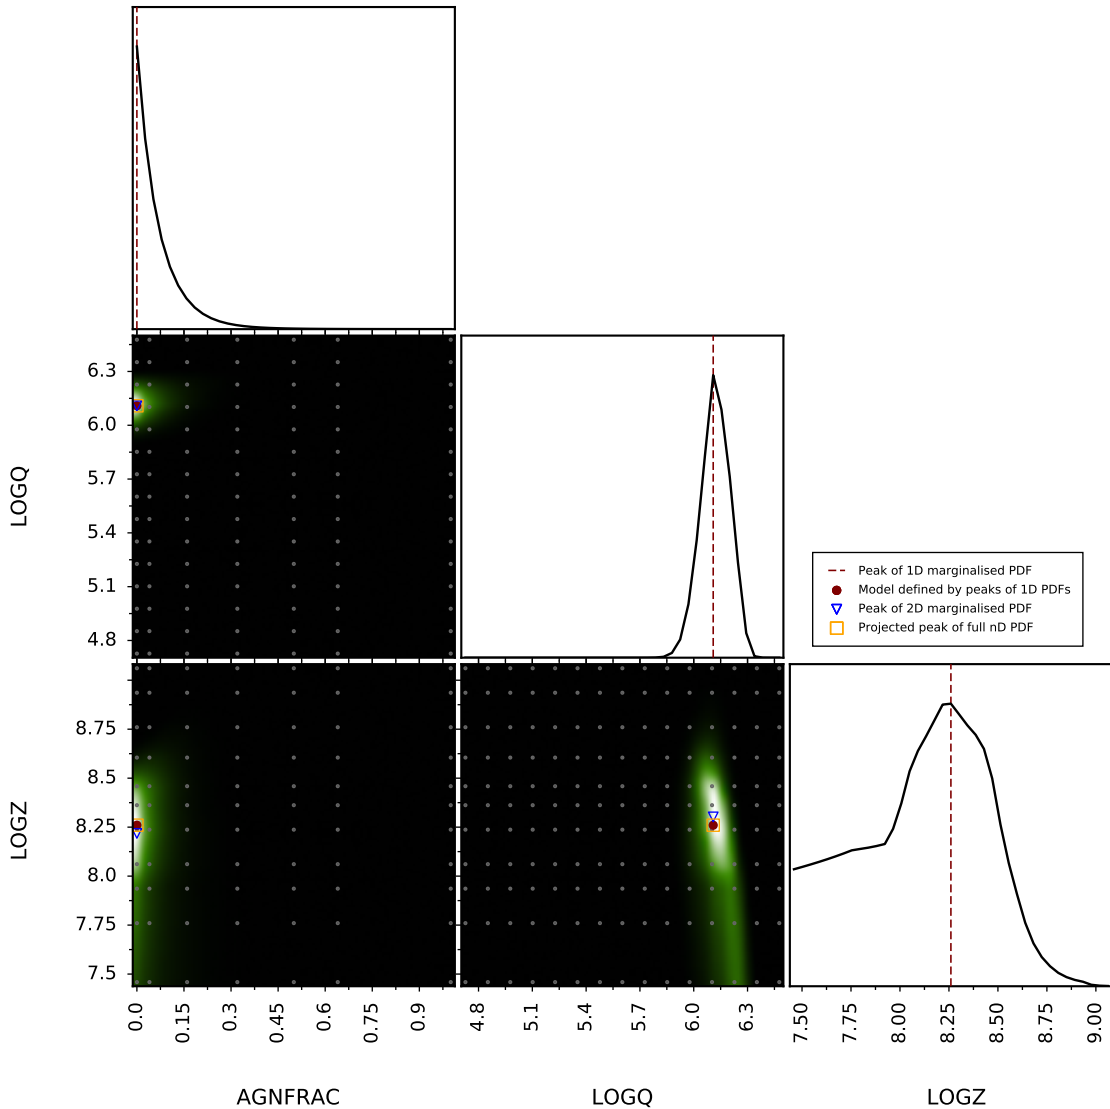 6.3
6.0
5.7
5.4
5.1
4.8
LOGQ
Peak of 1D marginalised PDF
Model defined by peaks of 1D PDFs
Peak of 2D marginalised PDF
Projected peak of full nD PDF
8.75
8.5
8.25
8.0
7.75
7.5
LOGZ
0.0 0.15 0.3 0.45 0.6 0.75 0.9
4.8 5.1 5.4 5.7 6.0 6.3
7.50 7.75 8.00 8.25 8.50 8.75 9.00
AGNFRAC LOGQ LOGZ